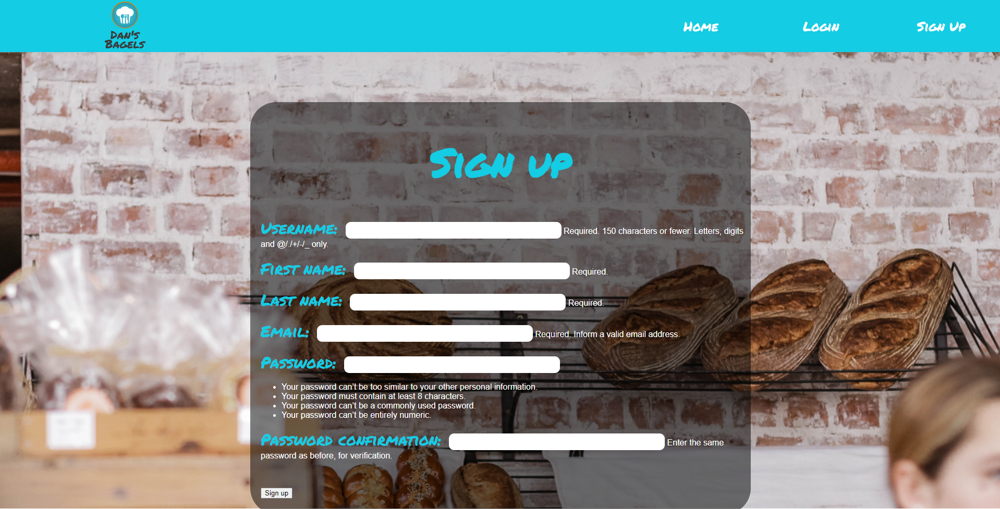 Dan's
Bagels
Home
Login
Sign Up
Sign up
Username:
Required. 150 characters or fewer. Letters, digits
and @/./+/-/_ only.
First name:
Required.
Last name:
Required.
Email:
Required. Inform a valid email address.
Password:
Your password can’t be too similar to your other personal information.
Your password must contain at least 8 characters.
Your password can’t be a commonly used password.
Your password can’t be entirely numeric.
Password confirmation:
Enter the same
password as before, for verification.
Sign up